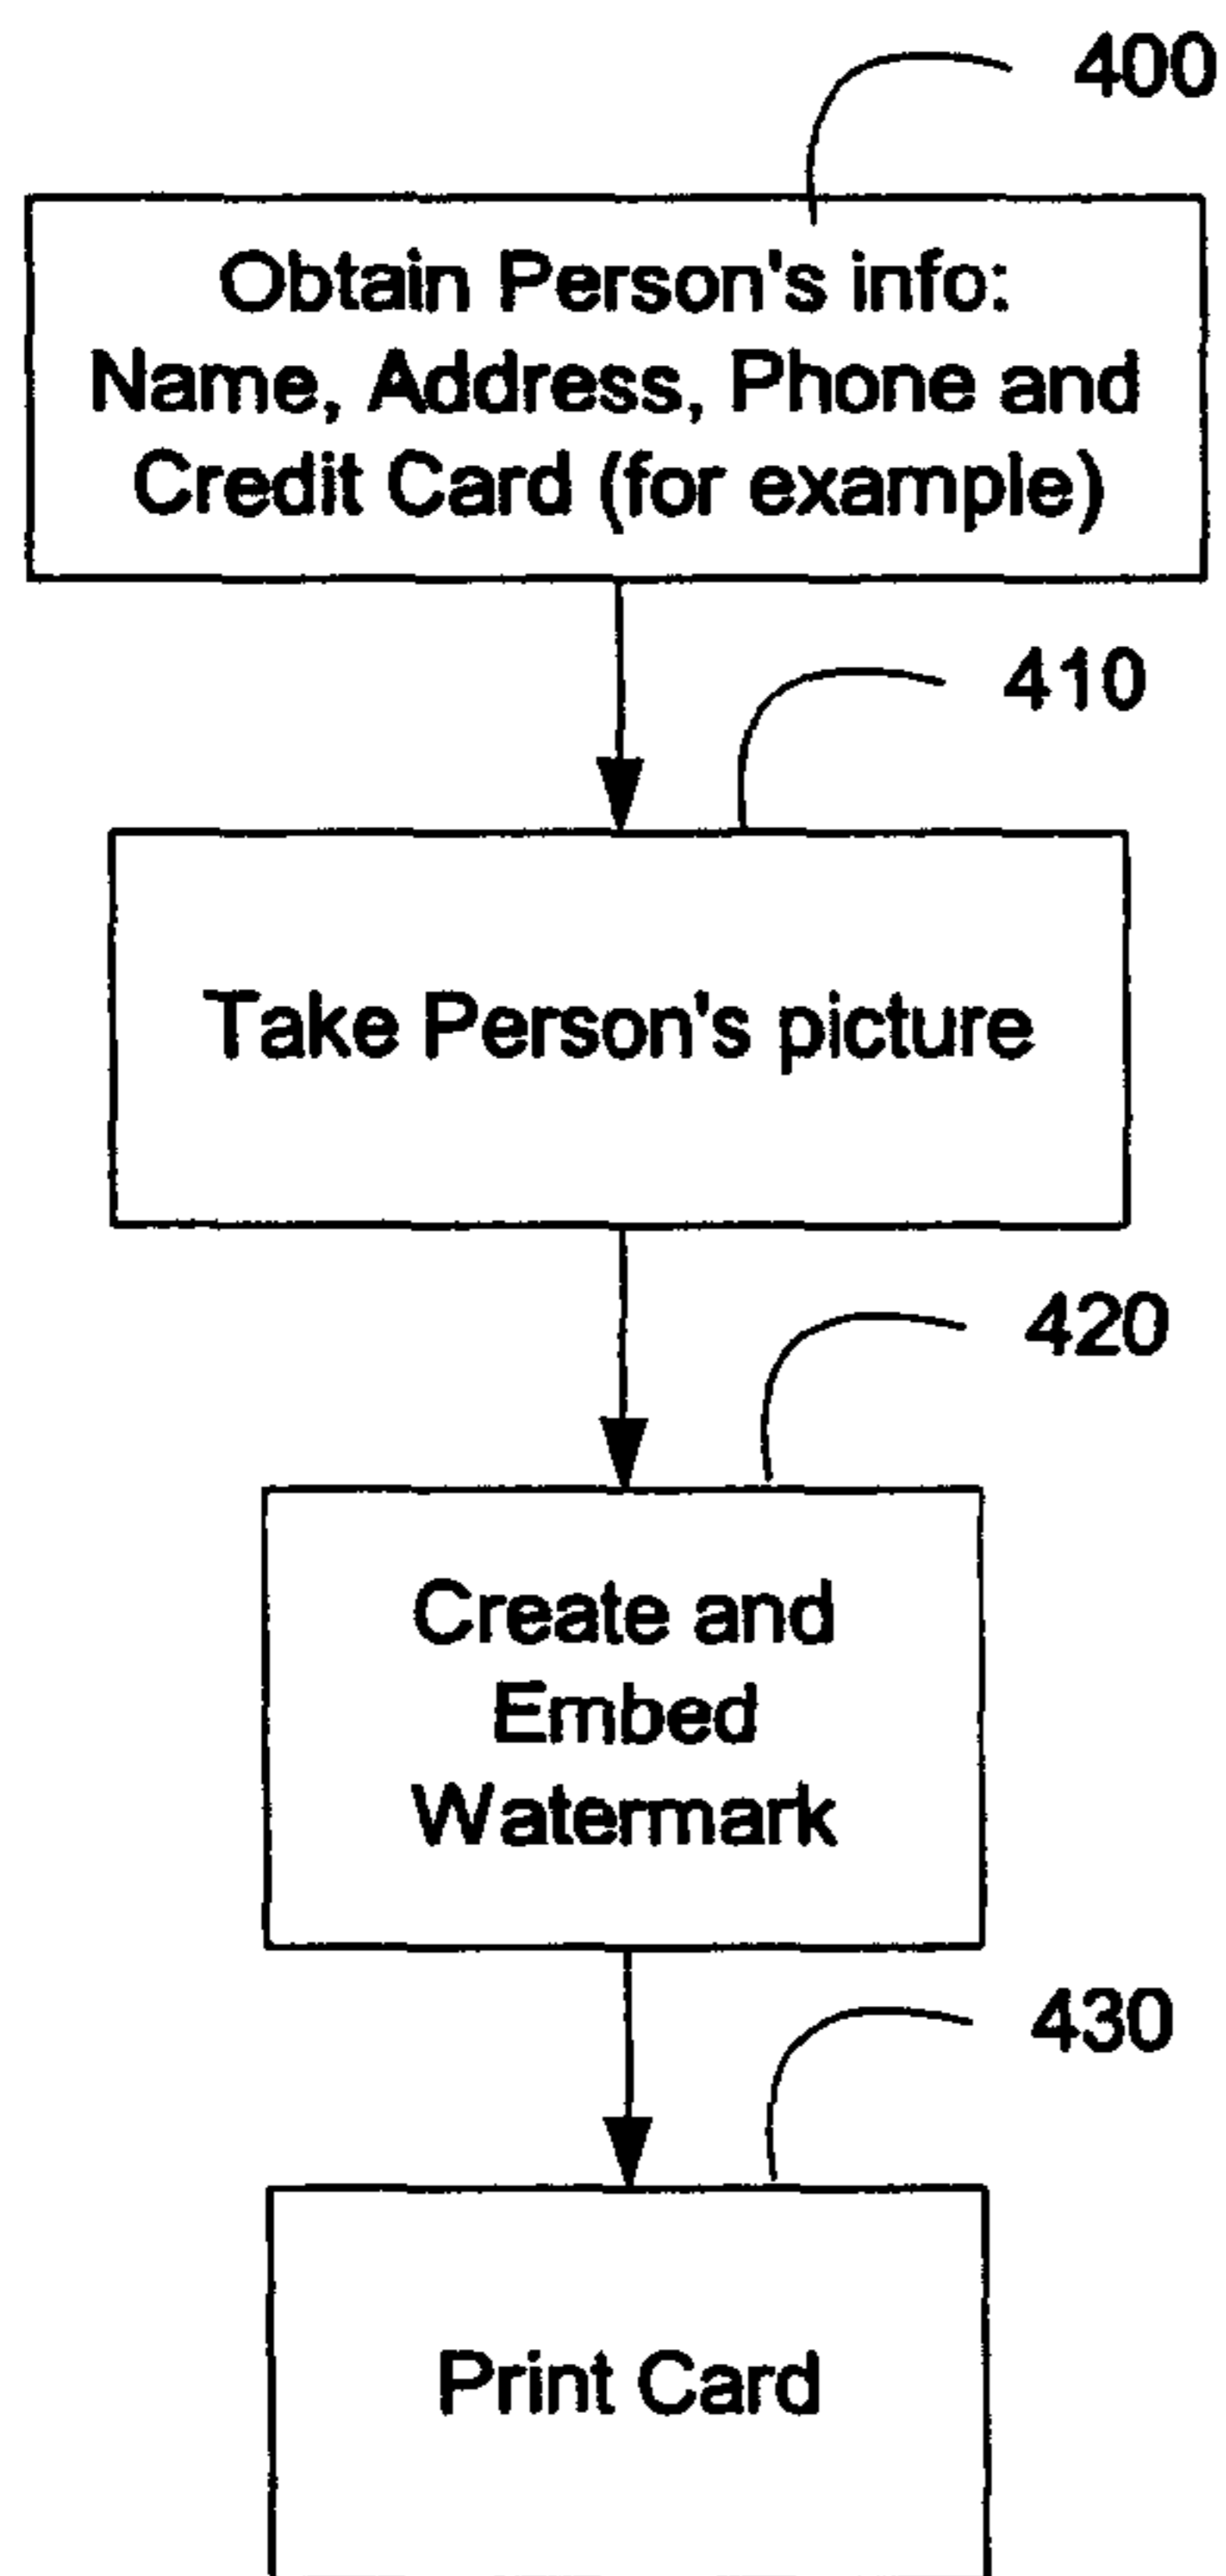 400
Obtain Person's info:
Name, Address, Phone and
Credit Card (for example)
410
Take Person's picture
420
Create and
Embed
Watermark
430
Print Card